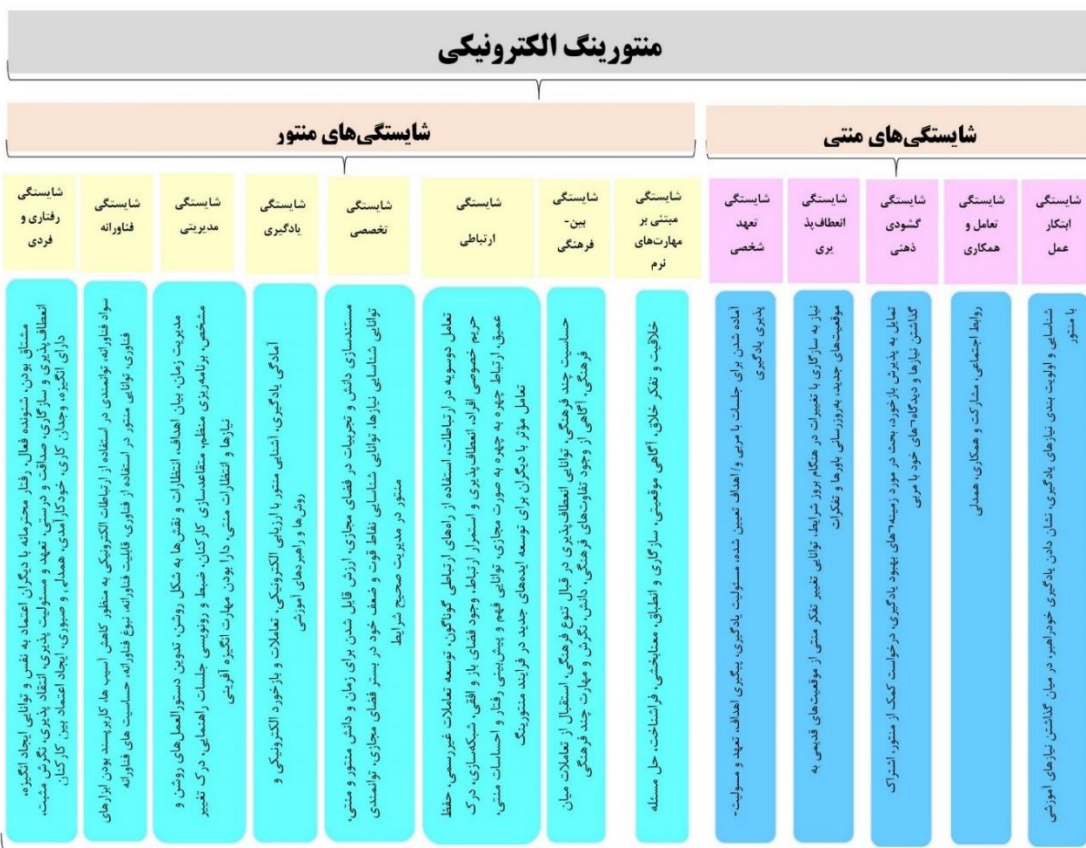 منتورینگ الکترونیکی
شایستگی‌های منتی
شایستگی‌های منتور
شایستگی
ابتکار
عمل
شایستگی
تعامل و
همکاری
شایستگی
گشودی
ذهنی
شایستگی
انعطاف‌پذ
یری
شایستگی
تعهد
شخصی
شایستگی
مبتنی بر
مهارت‌های
نرم
شایستگی
بین-
فرهنگی
شایستگی
ارتباطی
شایستگی
تخصصی
شایستگی
یادگیری
شایستگی
مدیریتی
شایستگی
فناورانه
شایستگی
رفتاری و
فردی
شناسایی و اولویت بندی نیازهای یادگیری، نشان دادن یادگیری خودراهبر، در میان گذاشتن نیازهای آموزشی
با منتور
روابط اجتماعی، مشارکت و همکاری، همدلی
تمایل به پذیرش بازخورد، بحث در مورد زمینه¬های بهبود یادگیری، درخواست کمک از منتور، اشتراک
گذاشتن نیازها و دیدگاه¬های خود با مربی
نیاز به سازگاری با تغییرات در هنگام بروز شرایط، توانایی تغییر تفکر منتی از موقعیت‌های قدیمی به
موقعیت‌های جدید، به‌روزرسانی باورها و تفکرات
آماده شدن برای جلسات با مربی و/اهداف تعیین شده، مسئولیت یادگیری، پیگیری اهداف، تعهد و مسئولیت-
پذیری یادگیری
خلاقیت و تفکر خلاق، آگاهی موقعیتی، سازگاری و انطباق، معنابخشی، فراشناخت، حل مسئله
حساسیت چند فرهنگی، توانایی انعطاف‌پذیری در قبال تنوع فرهنگی، استقبال از تعاملات میان
فرهنگی، آگاهی از وجود تفاوت‌های فرهنگی، دانش، نگرش و مهارت چند فرهنگی
تعامل دوسویه در ارتباطات، استفاده از راه‌های ارتباطی گوناگون، توسعه تعاملات غیررسمی، حفظ
حریم خصوصی افراد، انعطاف‌پذیری و استمرار ارتباط، وجود فضای باز و افقی، شبکه‌سازی، درک
عمیق ارتباط چهره به چهره به صورت مجازی، توانایی فهم و پیش‌بینی رفتار و احساسات منتی،
تعامل مؤثر با دیگران برای توسعه ایده‌های جدید در فرایند منتورینگ
مستندسازی دانش و تجربیات در فضای مجازی، ارزش قایل شدن برای زمان و دانش منتور و منتی،
توانایی شناسایی نیازها، توانایی شناسایی نقاط قوت و ضعف خود در بستر فضای مجازی، توانمندی
منتور در مدیریت صحیح شرایط
آمادگی یادگیری، آشنایی منتور با ارزیابی الکترونیکی، تعاملات و بازخورد الکترونیکی و
روش‌ها و راهبردهای آموزشی
مدیریت زمان، بیان اهداف، انتظارات و نقش‌ها به شکل روشن، تدوین دستورالعمل‌های روشن و
مشخص، برنامه‌ریزی منظم، متقاعدسازی کارکنان، ضبط و رونویسی جلسات راهنمایی، درک تغییر
نیازها و انتظارات منتی، دارا بودن مهارت انگیزه آفرینی
سواد فناورانه، توانمندی در استفاده از ارتباطات الکترونیکی به منظور کاهش آسیب ها، کاربرپسند بودن ابزارهای
فناوری، توانایی منتور در استفاده از فناوری، قابلیت فناورانه، نبوغ فناورانه، حساسیت های فناورانه
مشتاق بودن، شنونده فعال، رفتار محترمانه با دیگران اعتماد به نفس و توانایی ایجاد انگیزه،
انعطاف‌پذیری و سازگاری، صداقت و درستی، تعهد و مسئولیت پذیری، انتقاد پذیری، نگرش مثبت،
دارای انگیزه، وجدان کاری، خودکارآمدی، همدلی و صبوری، ایجاد اعتماد بین کارکنان